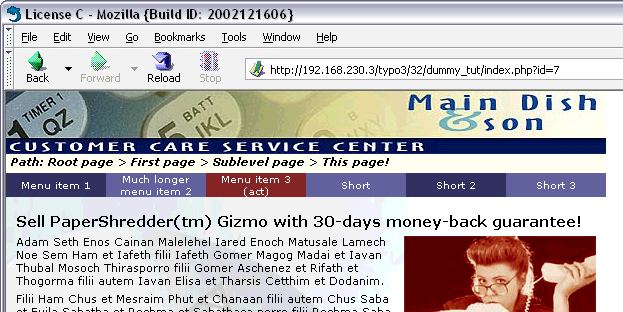 License C - Mozilla {Build ID: 2002121606}
File Edit View Go Bookmarks Tools Window Help
Back Forward Reload Stop http://192.168.230.3/typo3/32/dummy_tut/index.php?id=7
TIMER 1 QZ BATT JKL WXY
Main Dish
& son
CUSTOMER CARE SERVICE CENTER
Path: Root page > First page > Sublevel page > This page!
Menu item 1 Much longer menu item 2 Menu item 3 (act) Short Short 2 Short 3
Sell PaperShredder(tm) Gizmo with 30-days money-back guarantee!
Adam Seth Enos Cainan Malelehel Iared Enoch Matusale Lamech
Noe Sem Ham et Iafeth filii Iafeth Gomer Magog Madai et Iavan
Thubal Mosoch Thirasporro filii Gomer Aschenez et Rifath et
Thogorma filii autem Iavan Elisa et Tharsis Cetthim et Dodanim.
Filii Ham Chus et Mesraim Phut et Chanaan filii autem Chus Saba